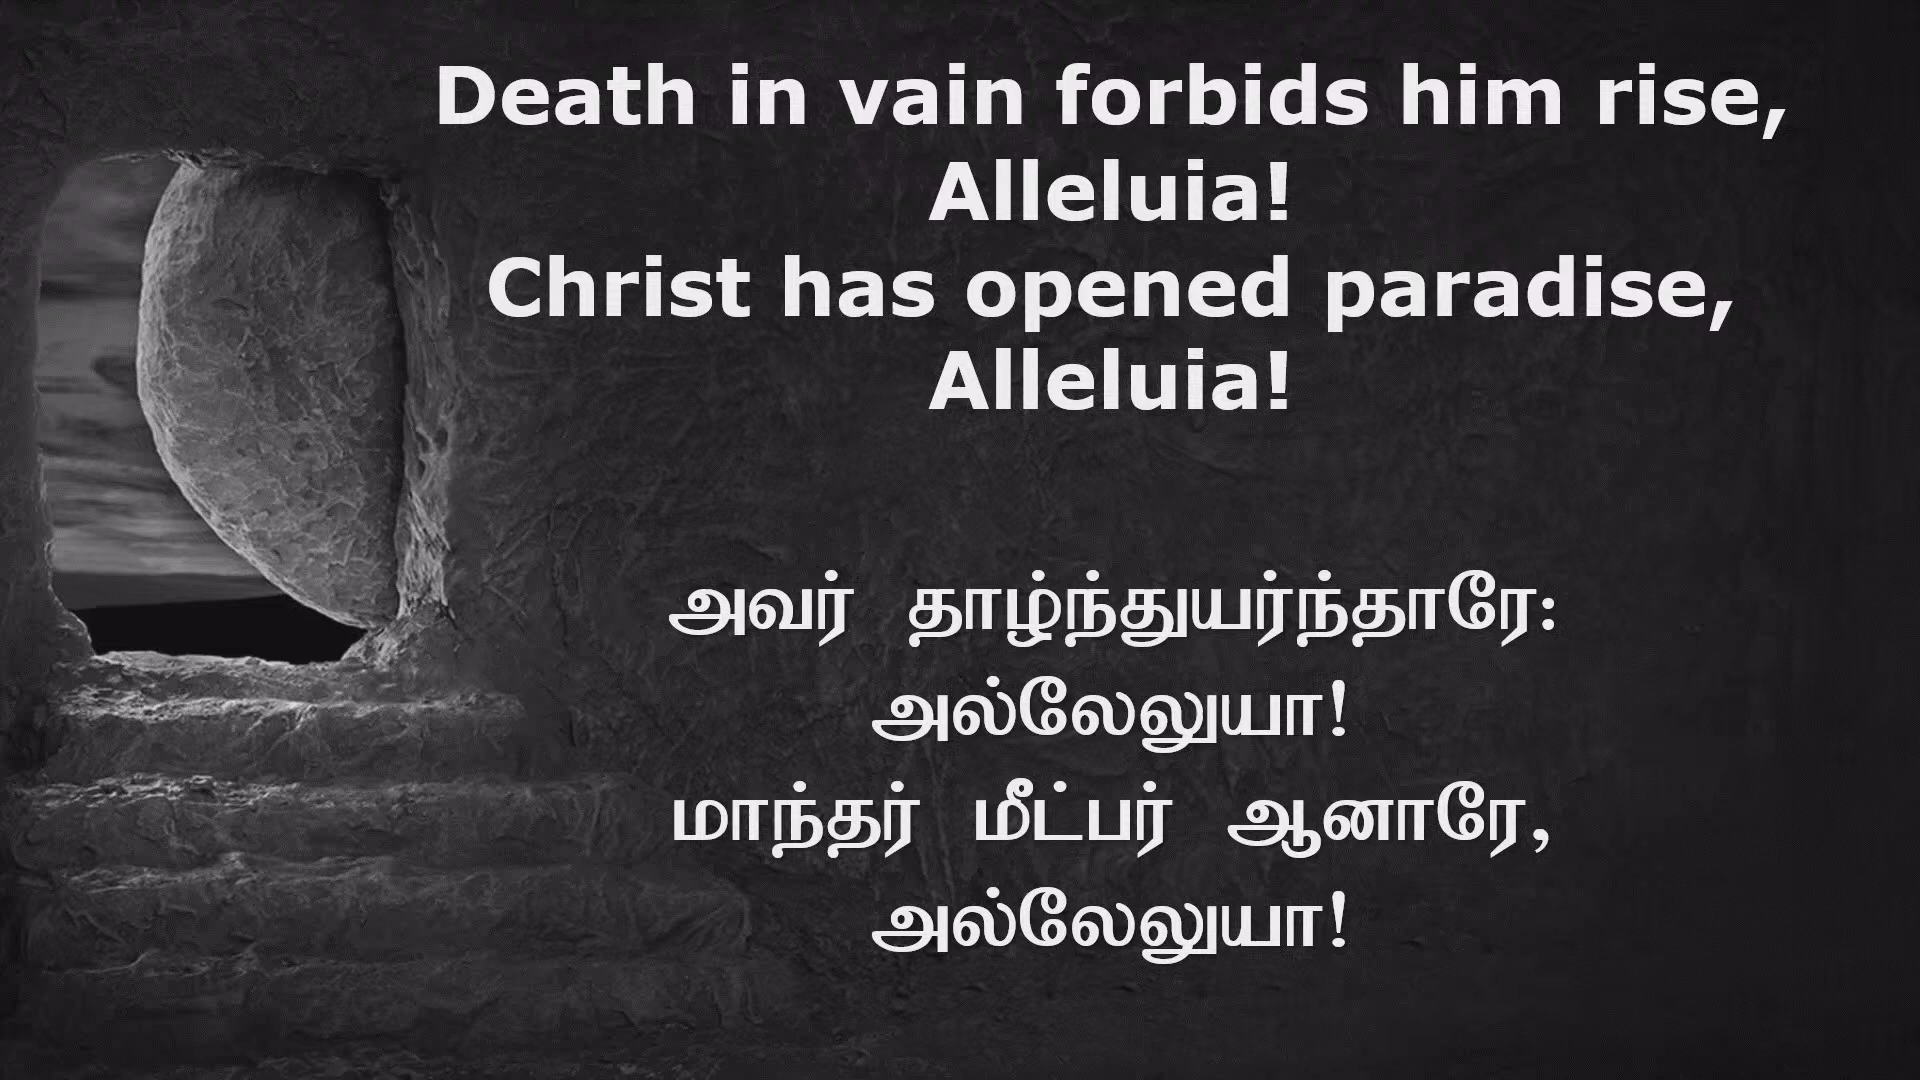 Death in vain forbids him rise,
Alleluia!
Christ has opened paradise,
Alleluia!
அவர் தாழ்ந்துயர்ந்தாரே:
அல்லேலுயா!
மாந்தர் மீட்பர் ஆனாரே,
அல்லேலுயா!